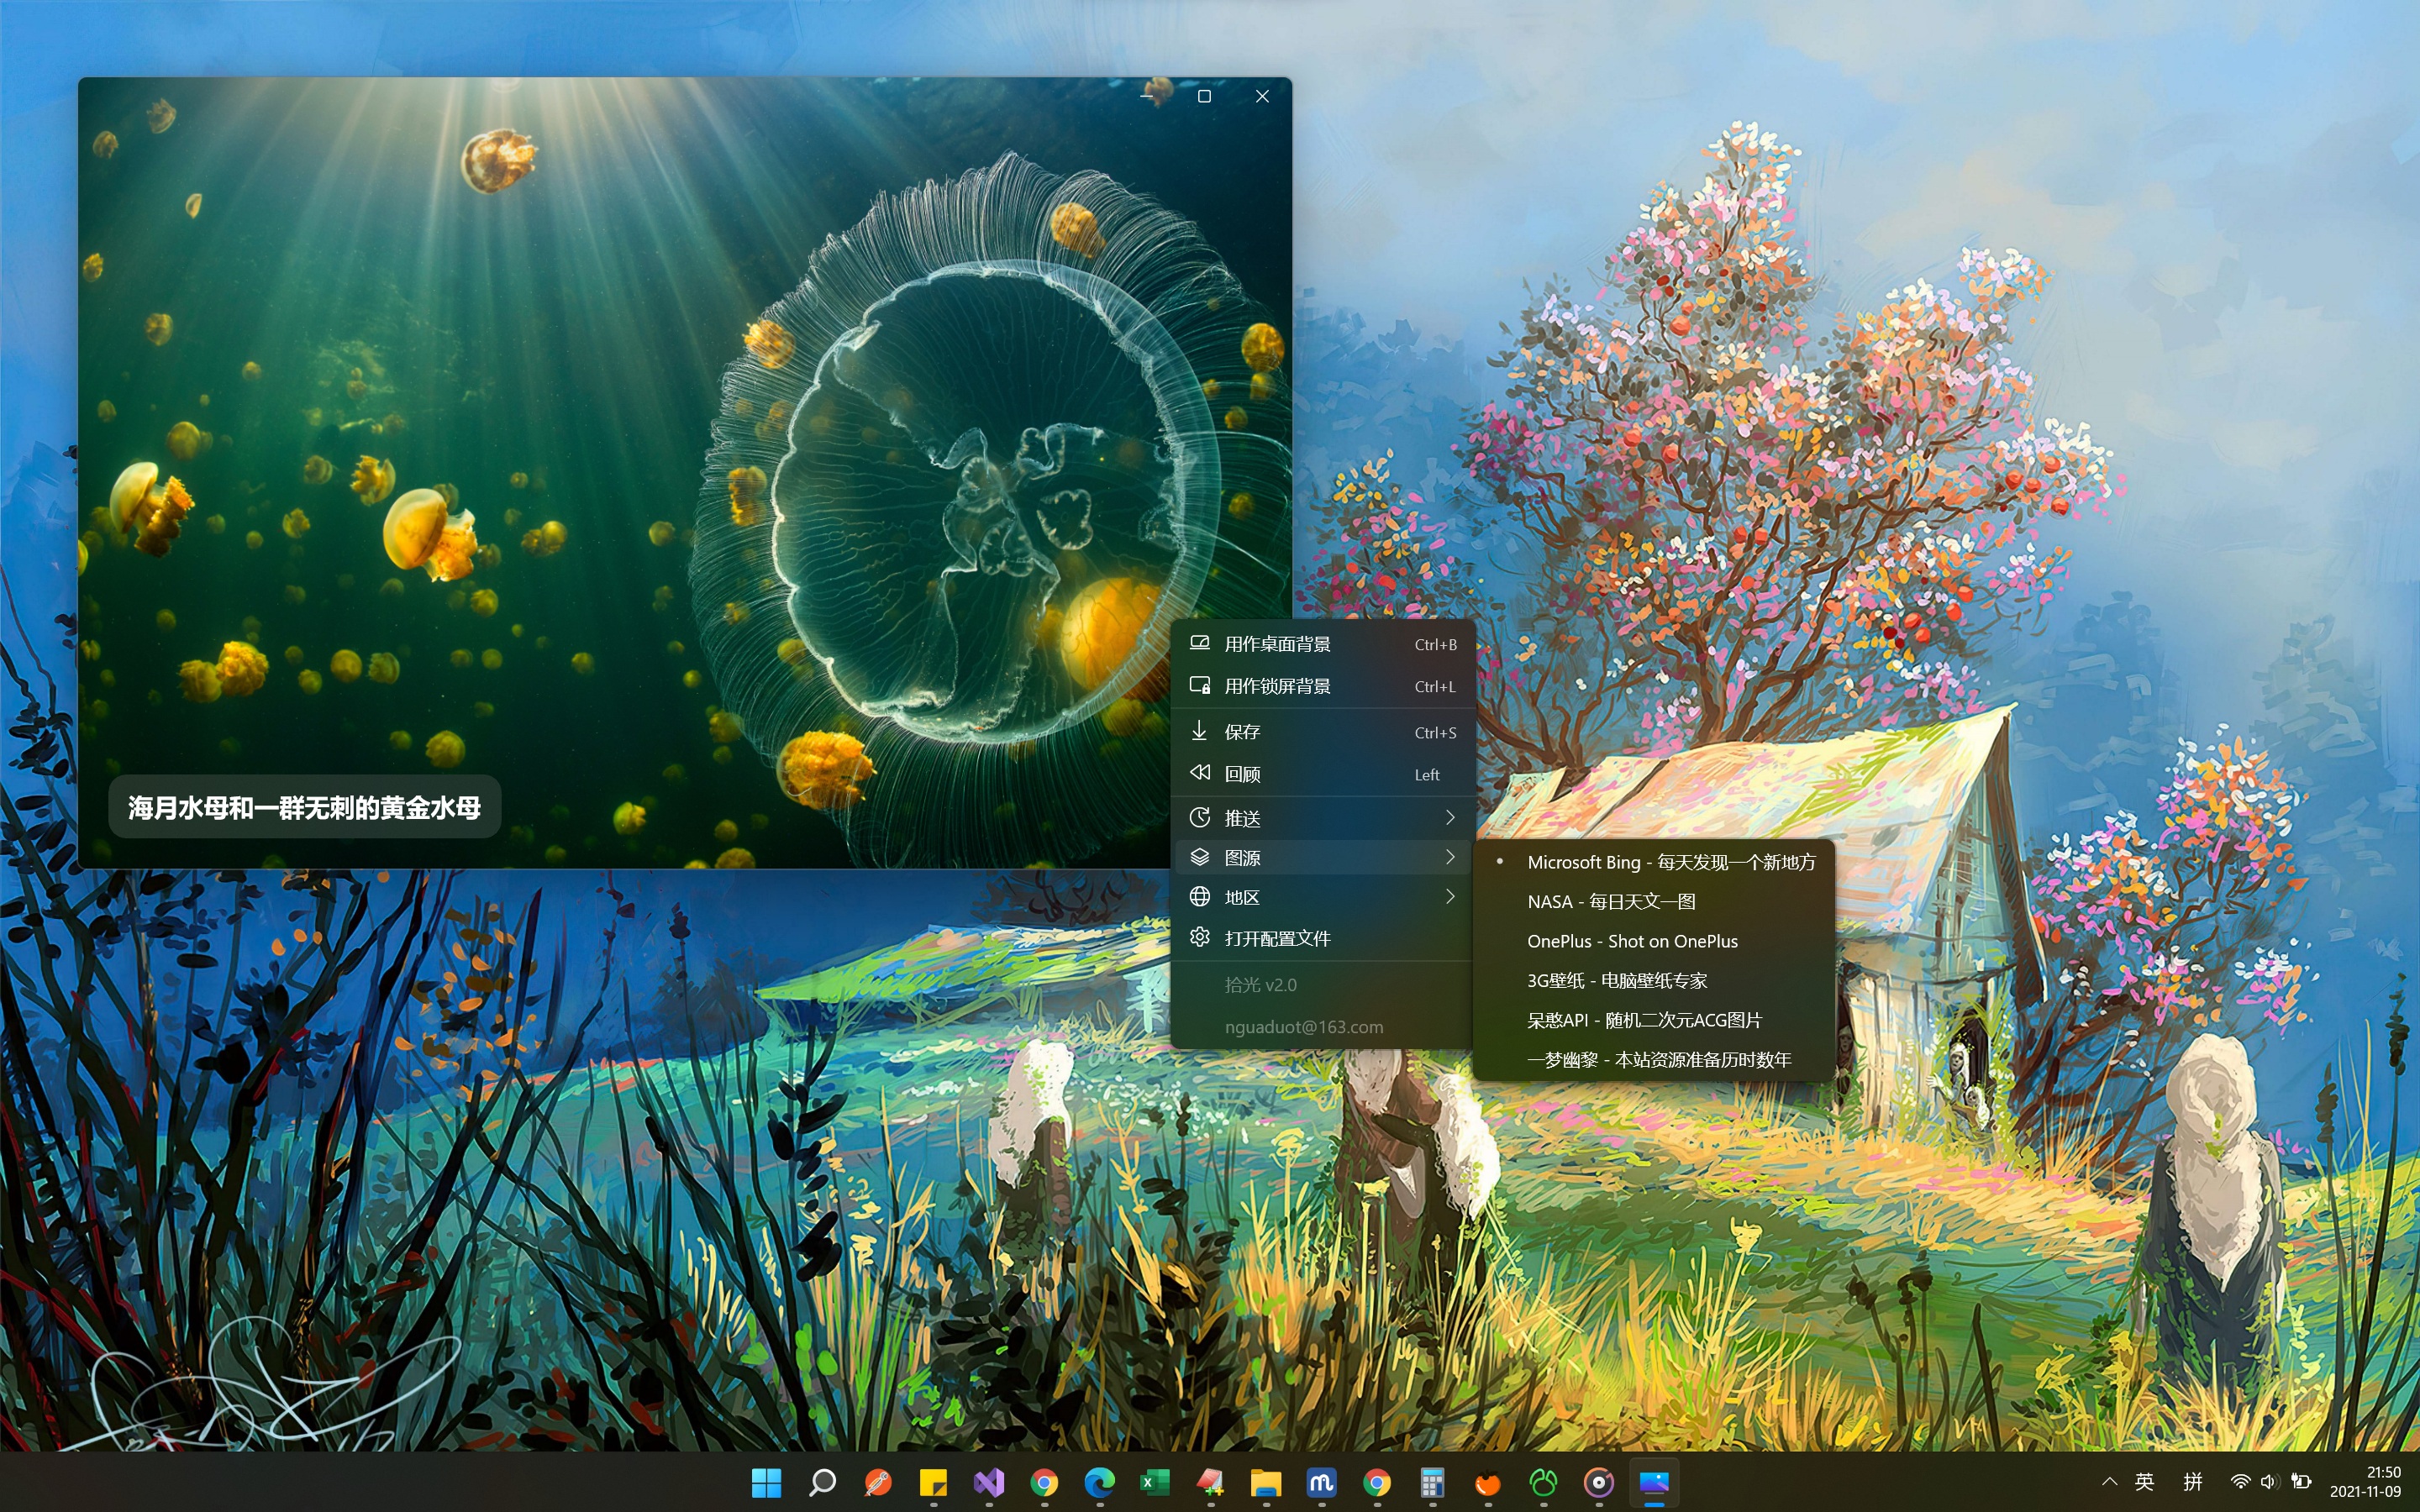 海月水母和一群无刺的黄金水母
用作桌面背景 Ctrl+B
用作锁屏背景 Ctrl+L
保存 Ctrl+S
回顾 Left
推送
图源
地区
打开配置文件
拾光 v2.0
nguaduot@163.com
Microsoft Bing - 每天发现一个新地方
NASA - 每日天文一图
OnePlus - Shot on OnePlus
3G壁纸 - 电脑壁纸专家
呆憨API - 随机二次元ACG图片
一梦幽黎 - 本站资源准备历时数年
英 拼 21:50
2021-11-09